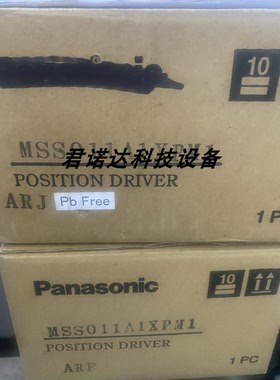 10
MSS011A1XPM1
君诺达科技设备
POSITION DRIVER
ARJ Pb Free
1 PC
Panasonic
10
MSS011A1XPM1
POSITION DRIVER
ARF
1 PC